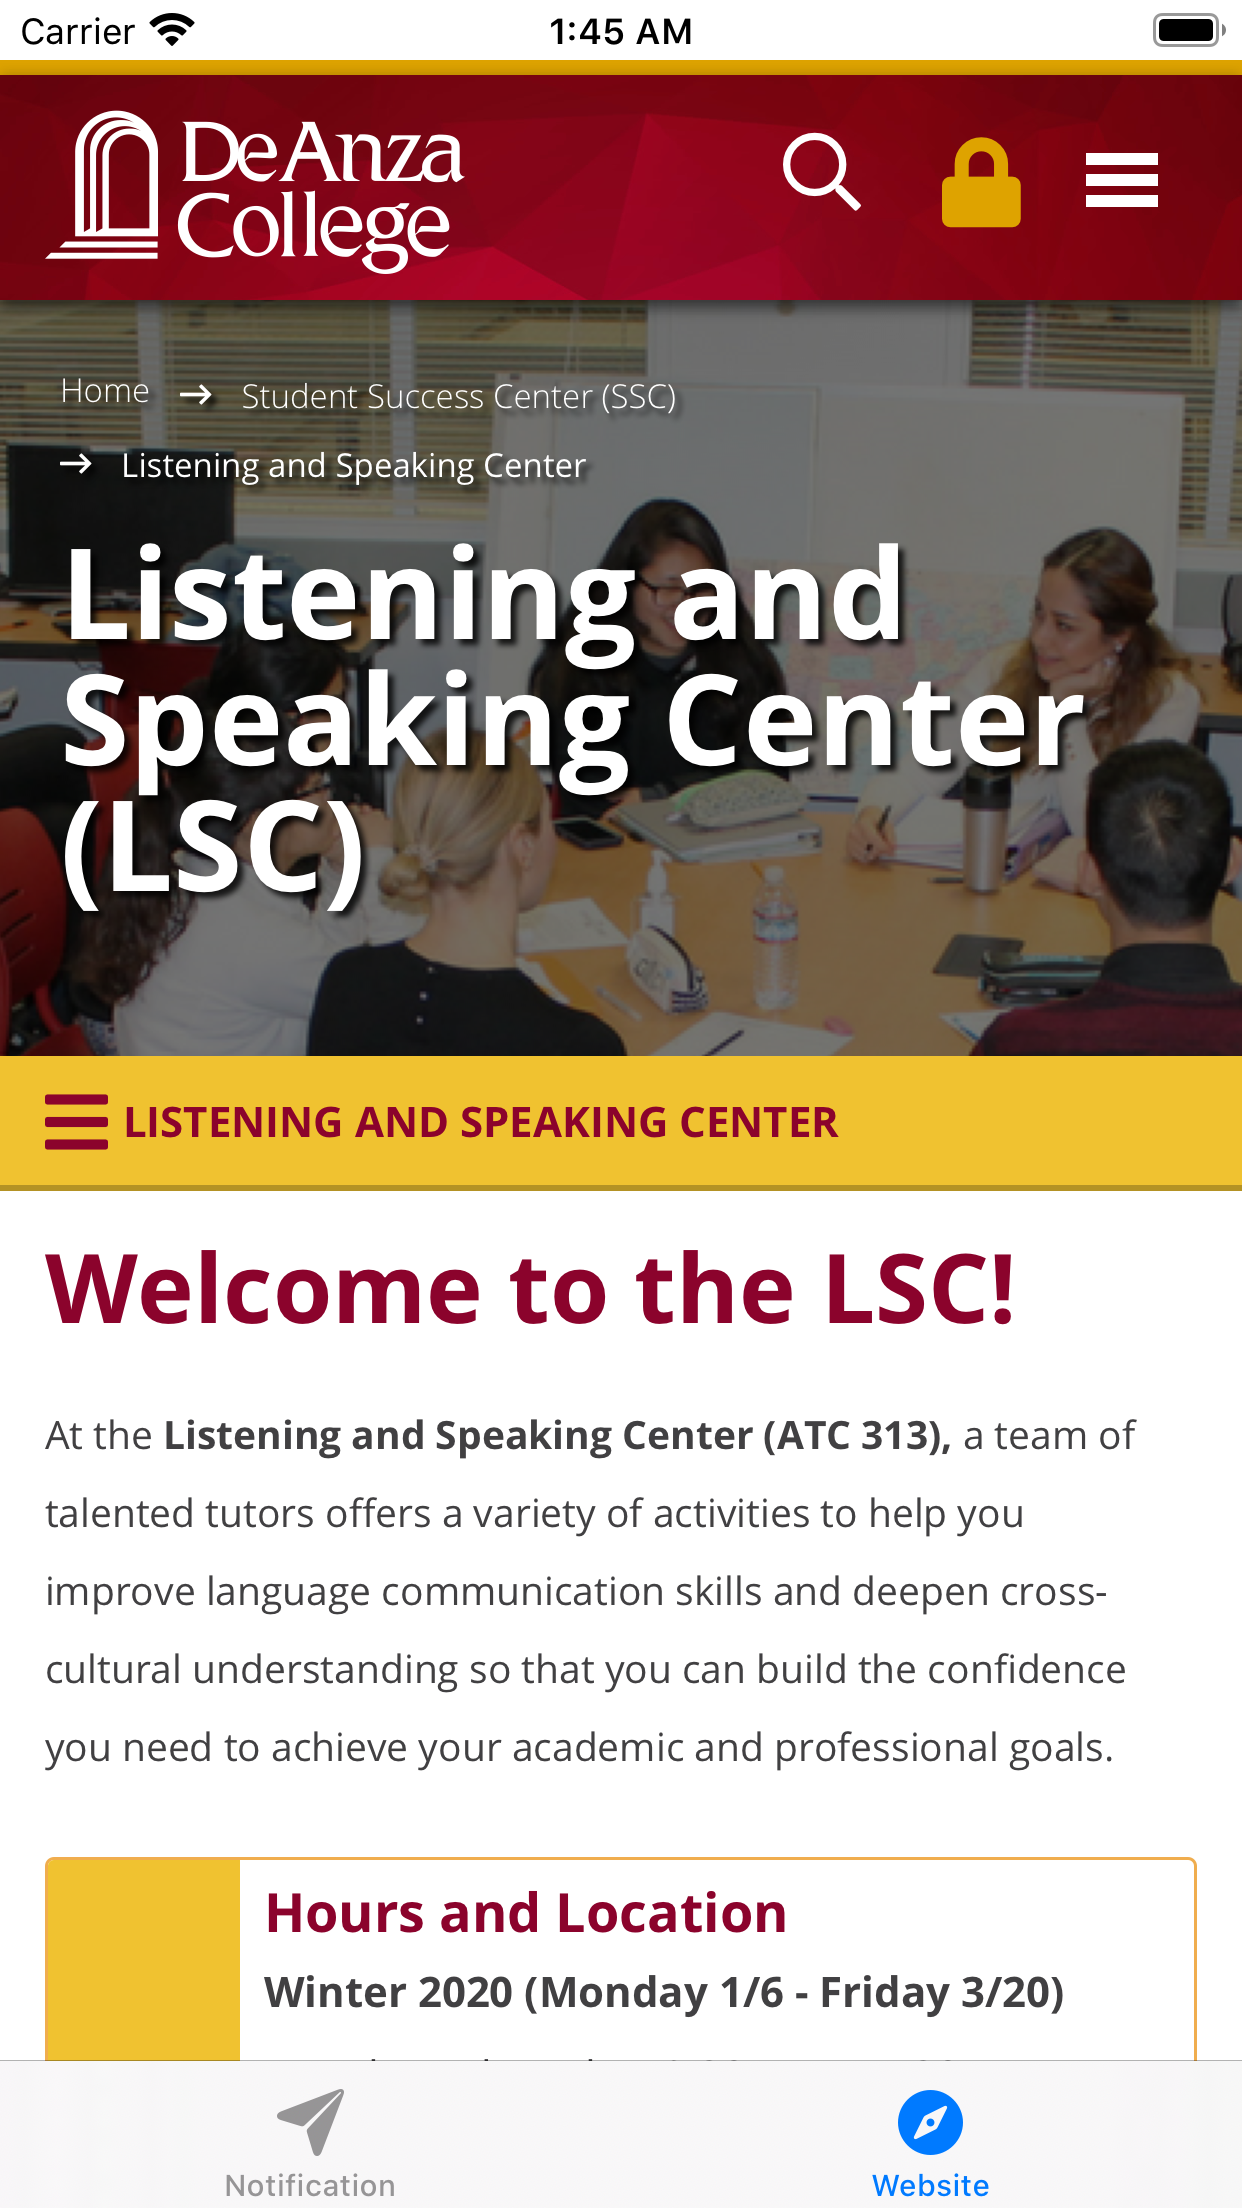 Carrier
1:45 AM
DeAnza
College
Home → Student Success Center (SSC)
→ Listening and Speaking Center
Listening and
Speaking Center
(LSC)
LISTENING AND SPEAKING CENTER
Welcome to the LSC!
At the Listening and Speaking Center (ATC 313), a team of
talented tutors offers a variety of activities to help you
improve language communication skills and deepen cross-
cultural understanding so that you can build the confidence
you need to achieve your academic and professional goals.
Hours and Location
Winter 2020 (Monday 1/6 - Friday 3/20)
Notification
Website